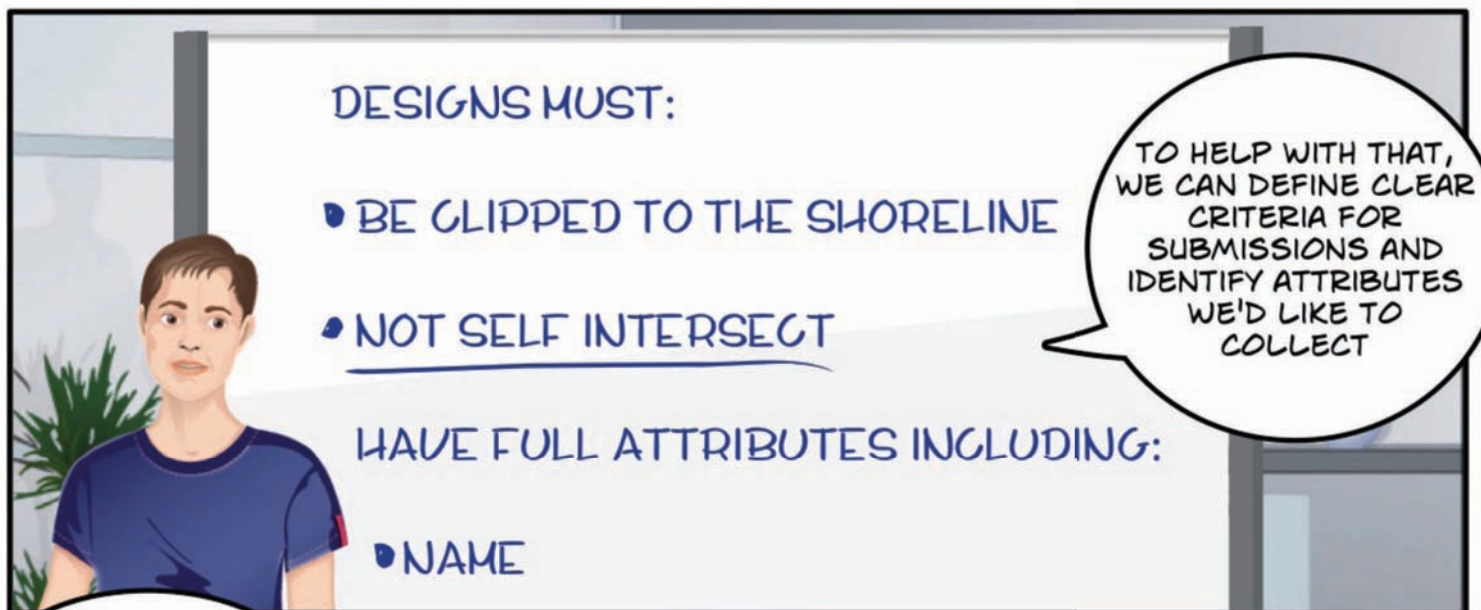 DESIGNS MUST:
• BE CLIPPED TO THE SHORELINE
• NOT SELF INTERSECT
HAVE FULL ATTRIBUTES INCLUDING:
• NAME
TO HELP WITH THAT,
WE CAN DEFINE CLEAR
CRITERIA FOR
SUBMISSIONS AND
IDENTIFY ATTRIBUTES
WE'D LIKE TO
COLLECT